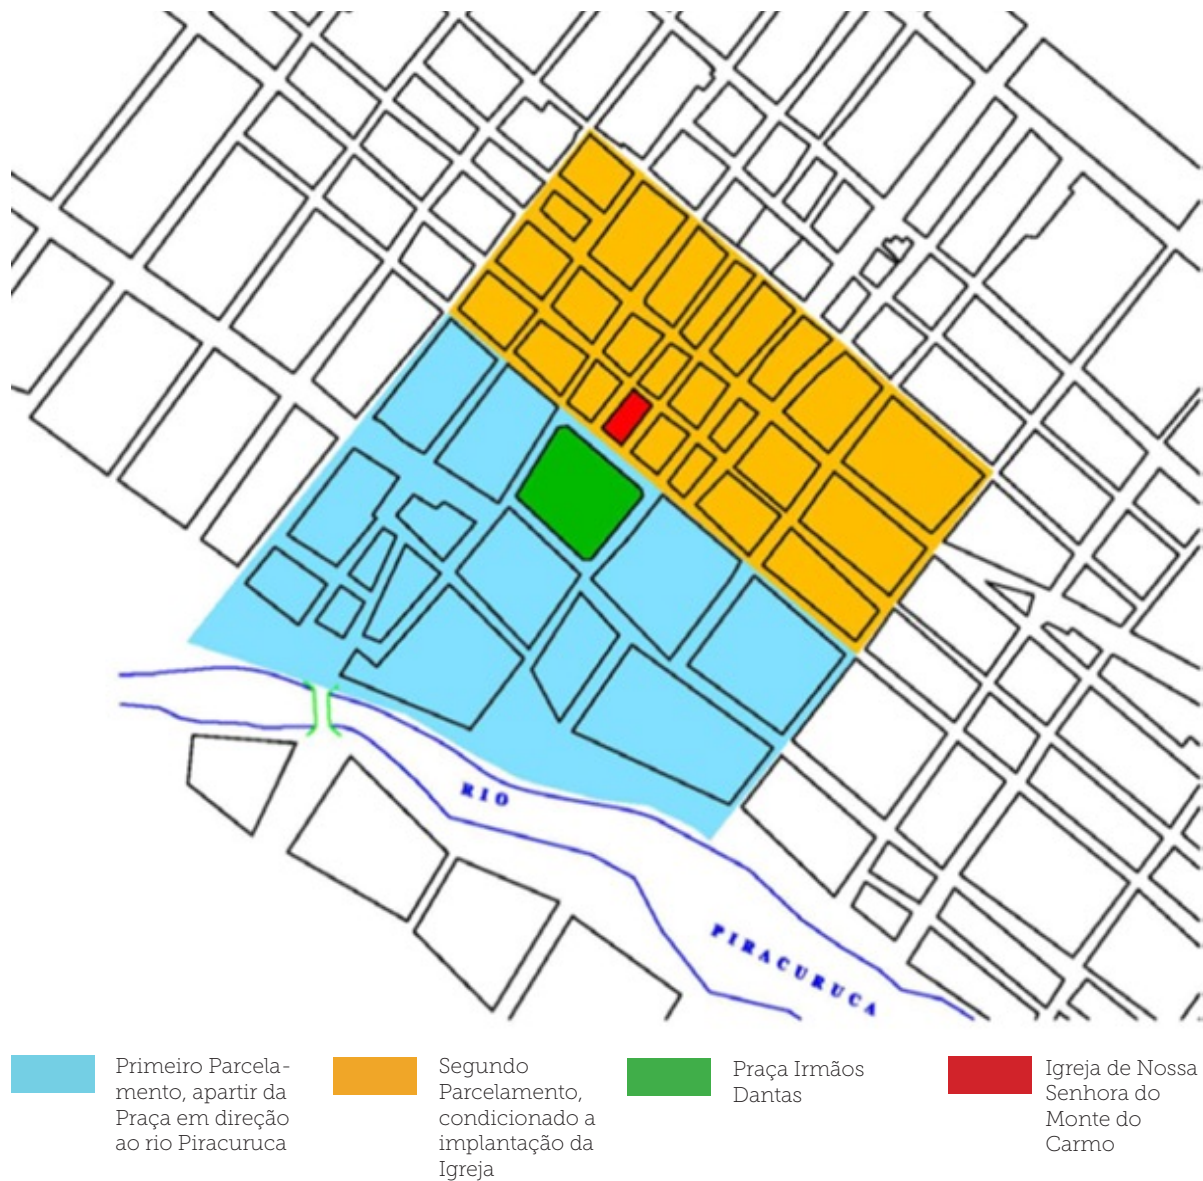 RIO
PIRACURUCA
Primeiro Parcela-
mento, apartir da
Praça em direção
ao rio Piracuruca
Segundo
Parcelamento,
condicionado a
implantação da
Igreja
Praça Irmãos
Dantas
Igreja de Nossa
Senhora do
Monte do
Carmo